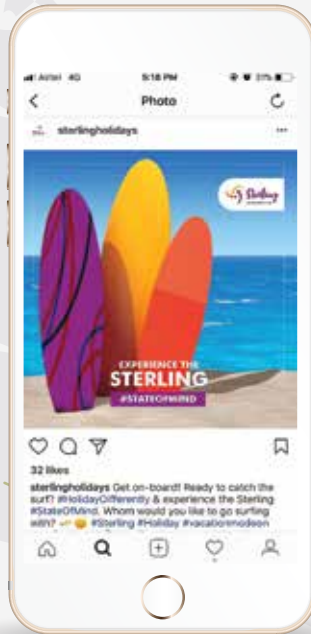 Airtel 4G 5:18 PM 31%
Photo
sterlingholidays
Sterling
EXPERIENCE THE
STERLING
#STATEOFMIND
32 likes
sterlingholidays Get on-board! Ready to catch the
surf? #HolidayDifferently & experience the Sterling
#StateOfMind. Whom would you like to go surfing
with? #Sterling #Holiday #vacationmodeon